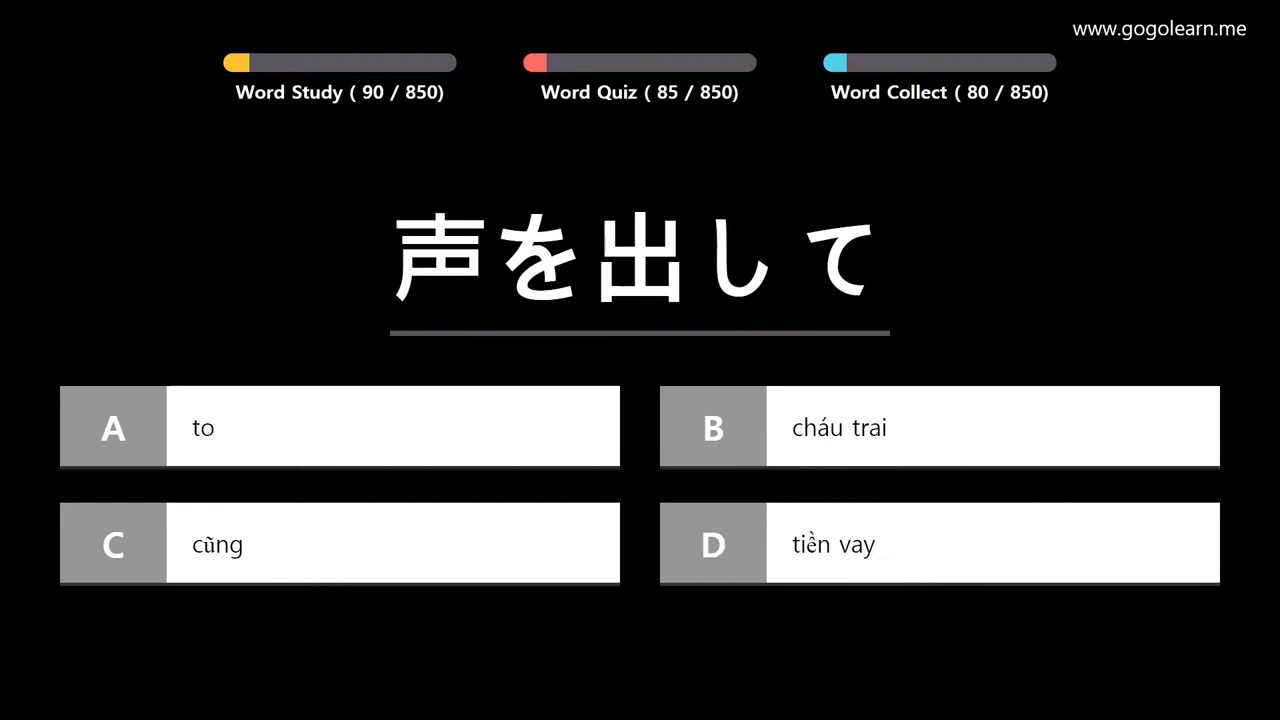 www.gogolearn.me
Word Study ( 90 / 850)
Word Quiz ( 85 / 850)
Word Collect ( 80 / 850)
声を出して
A to
B cháu trai
C cũng
D tiền vay